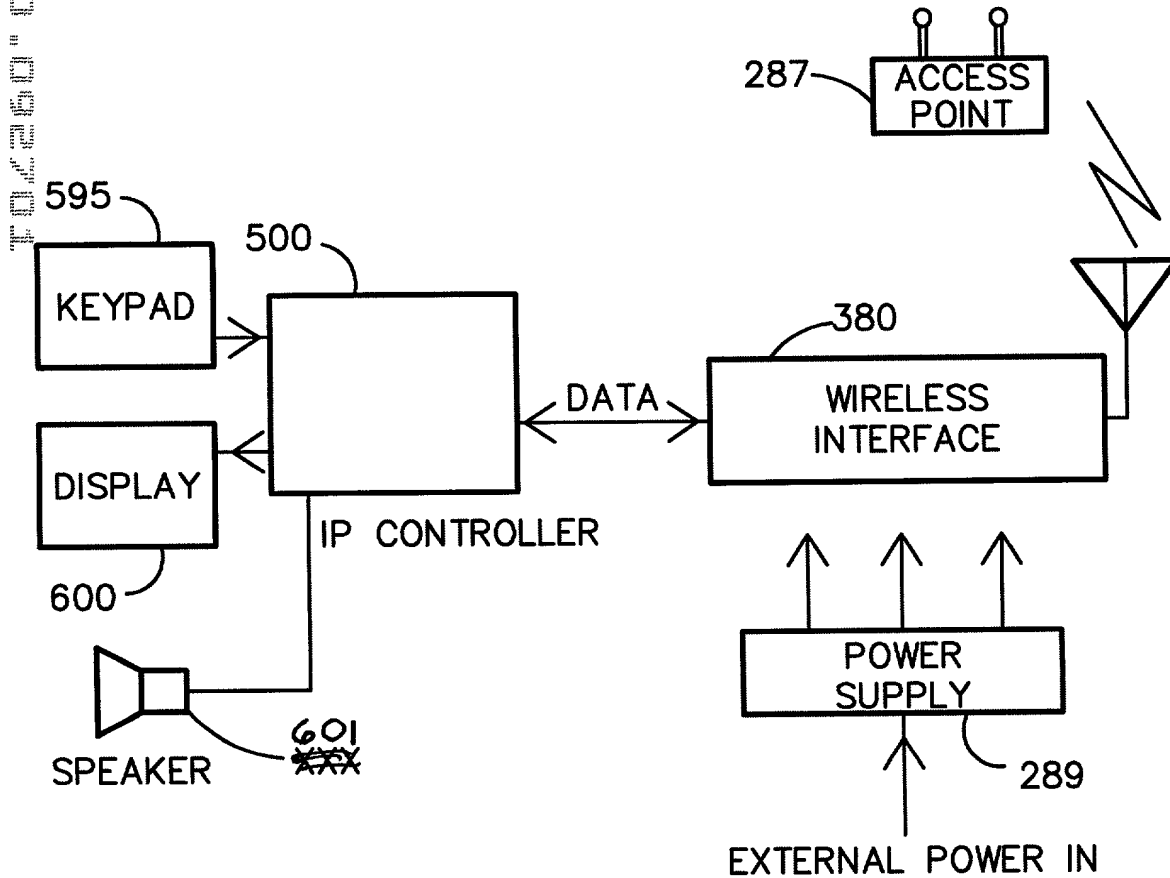 287
ACCESS
POINT
595
KEYPAD
500
380
DATA
WIRELESS
INTERFACE
DISPLAY
IP CONTROLLER
600
POWER
SUPPLY
601
SPEAKER
289
EXTERNAL POWER IN